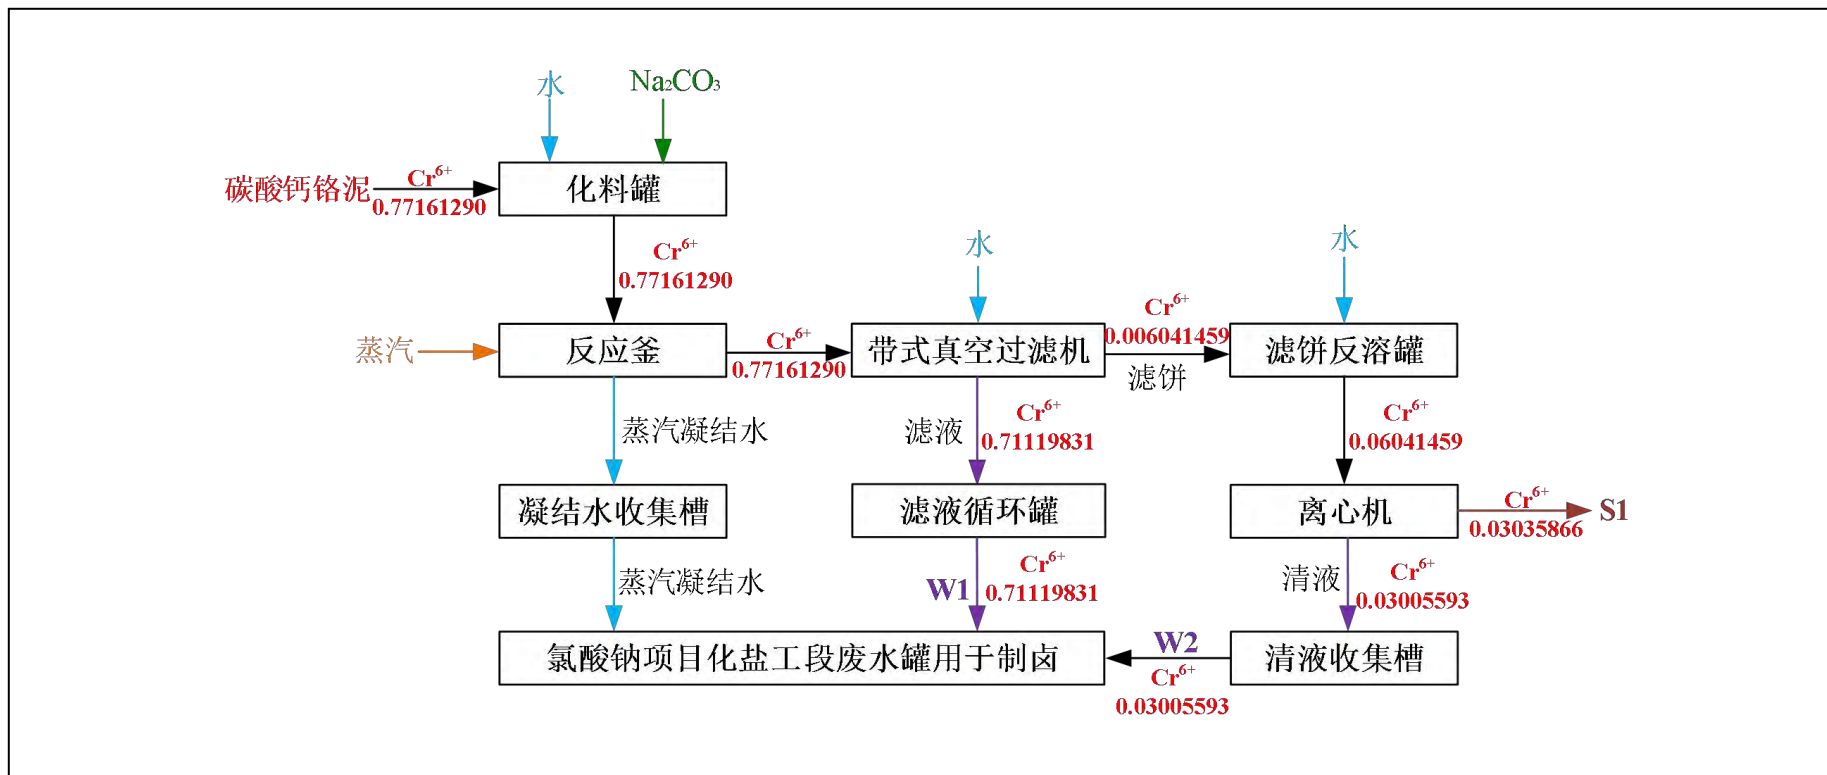 水
Na₂CO₃
碳酸钙铬泥
Cr⁶⁺
0.77161290
化料罐
Cr⁶⁺
0.77161290
水
水
蒸汽
反应釜
Cr⁶⁺
0.77161290
带式真空过滤机
Cr⁶⁺
0.006041459
滤饼
滤饼反溶罐
蒸汽凝结水
滤液
Cr⁶⁺
0.71119831
Cr⁶⁺
0.06041459
凝结水收集槽
滤液循环罐
离心机
Cr⁶⁺
0.03035866
S1
蒸汽凝结水
W1
Cr⁶⁺
0.71119831
清液
Cr⁶⁺
0.03005593
氯酸钠项目化盐工段废水罐用于制卤
W2
Cr⁶⁺
0.03005593
清液收集槽